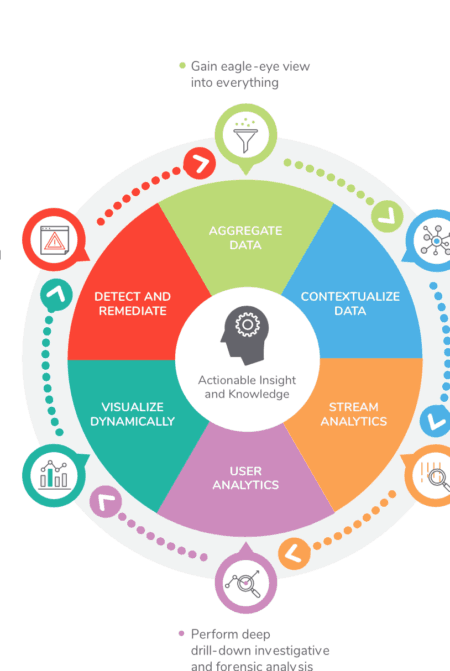 Gain eagle-eye view
into everything
AGGREGATE
DATA
DETECT AND
REMEDIATE
CONTEXTUALIZE
DATA
Actionable Insight
and Knowledge
VISUALIZE
DYNAMICALLY
STREAM
ANALYTICS
USER
ANALYTICS
Perform deep
drill-down investigative
and forensic analysis